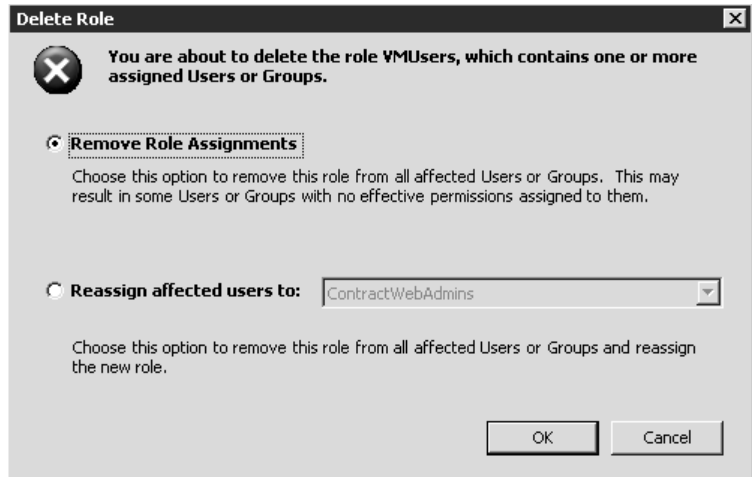 Delete Role
You are about to delete the role VMUsers, which contains one or more
assigned Users or Groups.
Remove Role Assignments
Choose this option to remove this role from all affected Users or Groups. This may
result in some Users or Groups with no effective permissions assigned to them.
Reassign affected users to: ContractWebAdmins
Choose this option to remove this role from all affected Users or Groups and reassign
the new role.
OK Cancel